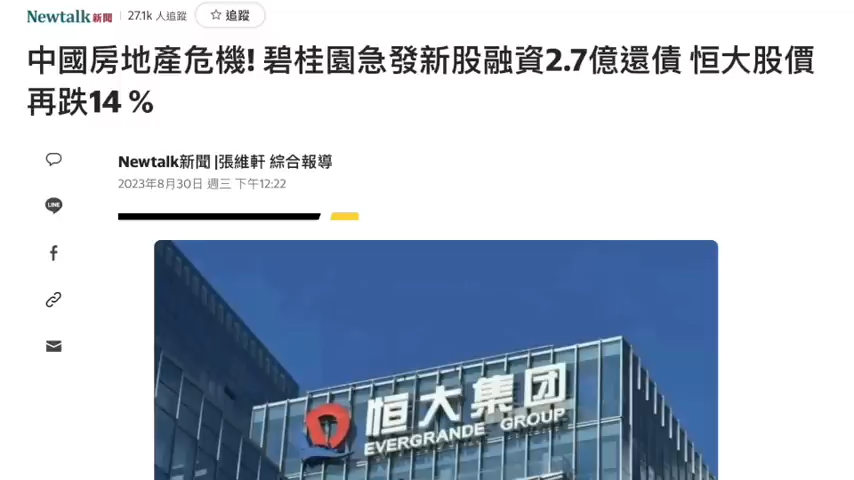 Newtalk新聞 27.1k 人追蹤 ☆ 追蹤
中國房地產危機! 碧桂園急發新股融資2.7億還債 恒大股價
再跌14 %
Newtalk新聞 |張維軒 綜合報導
2023年8月30日 週三 下午12:22
LINE
恒大集团
EVERGRANDE GROUP